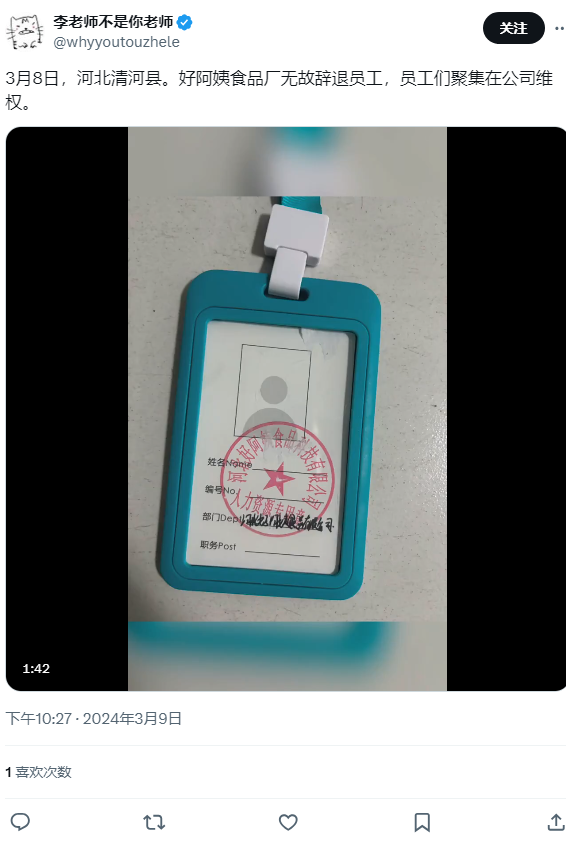 李老师不是你老师
@whyyoutouzhele
关注
3月8日，河北清河县。好阿姨食品厂无故辞退员工，员工们聚集在公司维
权。
姓名Name
编号No.
部门Dept
职务Post
人力资源专用章
1:42
下午10:27 · 2024年3月9日
1 喜欢次数